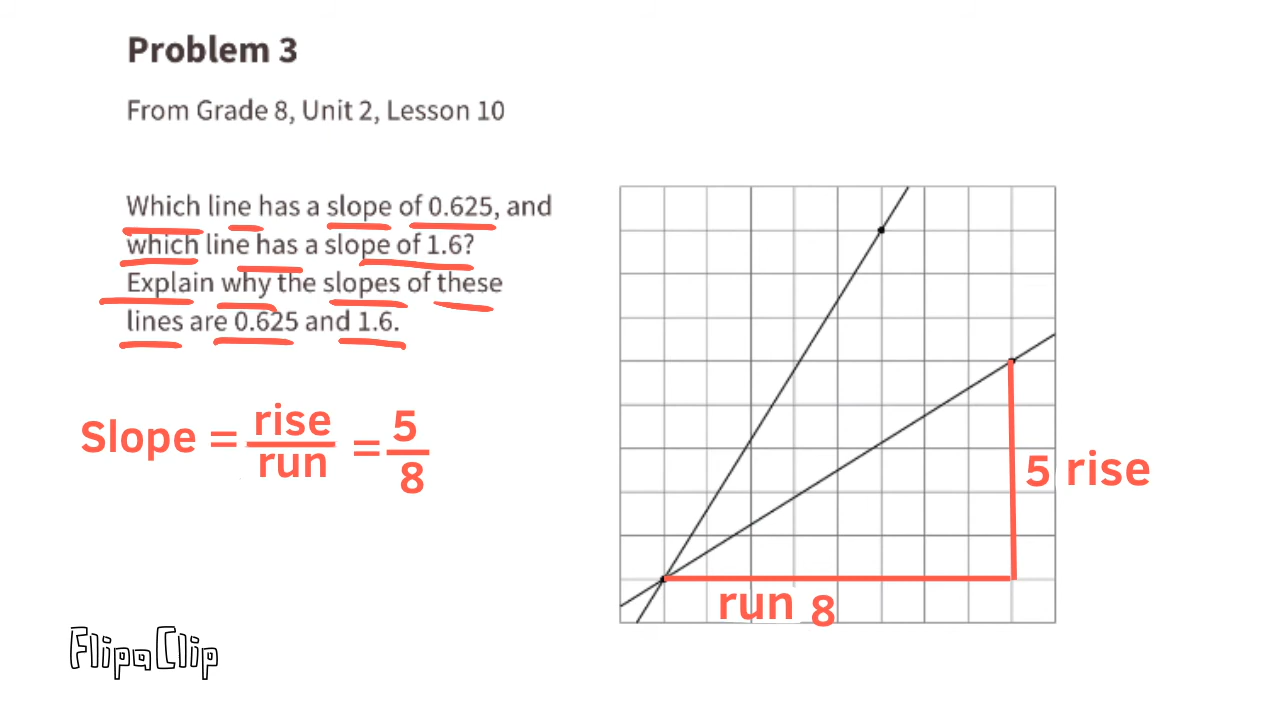 Problem 3
From Grade 8, Unit 2, Lesson 10
Which line has a slope of 0.625, and
which line has a slope of 1.6?
Explain why the slopes of these
lines are 0.625 and 1.6.
Slope = rise/run = 5/8
5 rise
run 8
FlipaClip